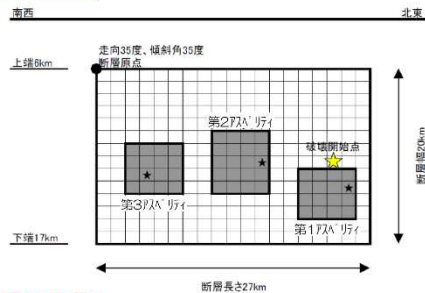 南西 北東
走向35度、傾斜角35度
上端6km 断層原点
第2アスペリティ
破壊開始点
断層幅20km
第3アスペリティ
第1アスペリティ
下端17km
断層長さ27km